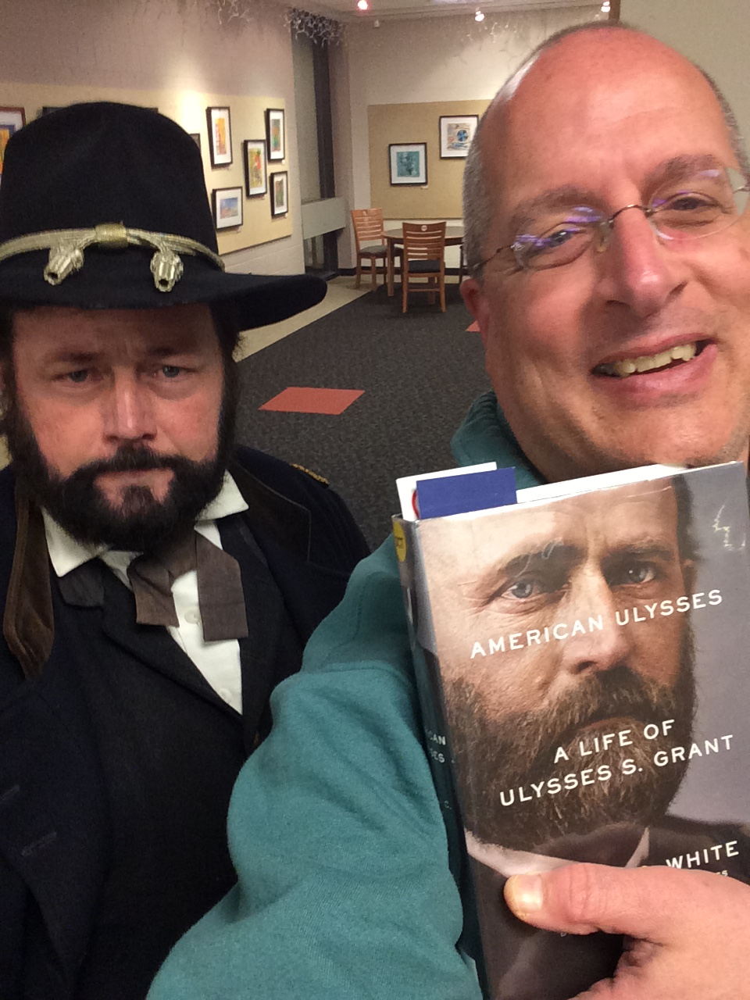 AMERICAN ULYSSES
A LIFE OF
ULYSSES S. GRANT
WHITE